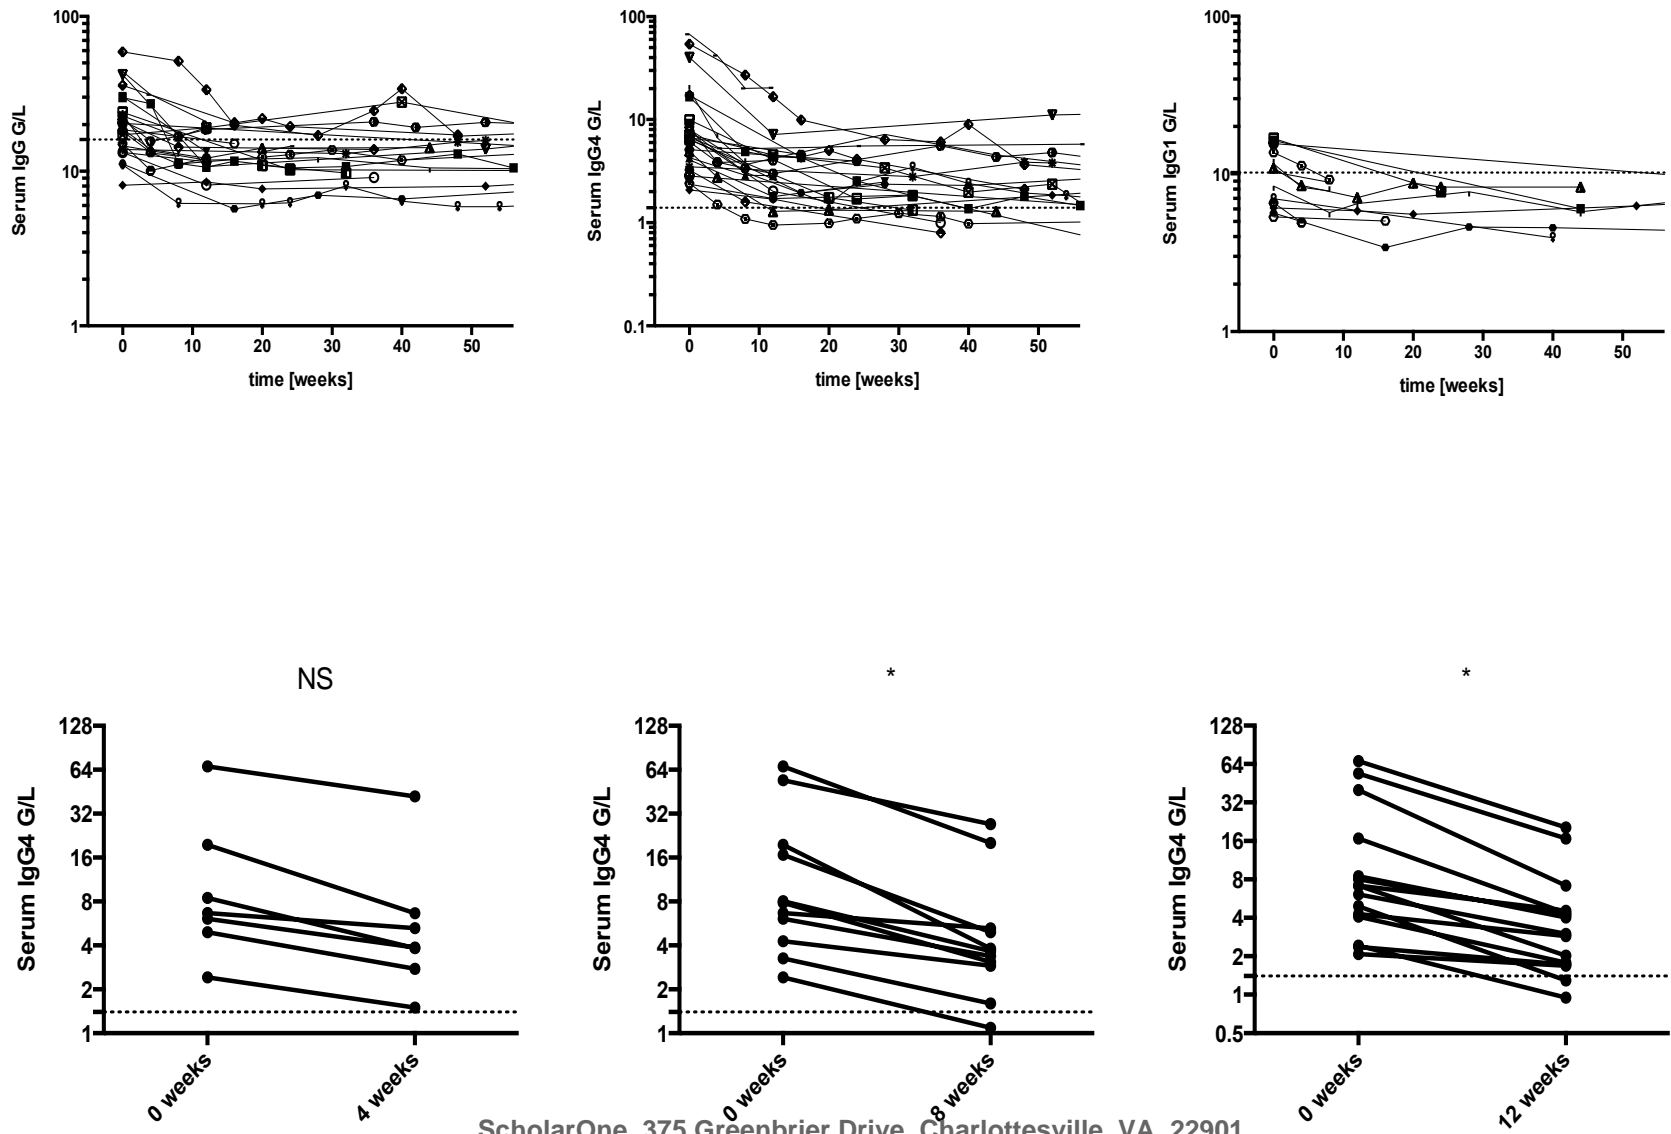 100
10
1
Serum IgG G/L
0 10 20 30 40 50
time [weeks]
100
10
1
0.1
Serum IgG4 G/L
0 10 20 30 40 50
time [weeks]
100
10
1
Serum IgG1 G/L
0 10 20 30 40 50
time [weeks]
NS
128
64
32
16
8
4
2
1
Serum IgG4 G/L
0 weeks
4 weeks
*
128
64
32
16
8
4
2
1
Serum IgG4 G/L
0 weeks
8 weeks
*
128
64
32
16
8
4
2
1
0.5
Serum IgG4 G/L
0 weeks
12 weeks
ScholarOne, 375 Greenbrier Drive, Charlottesville, VA, 22901